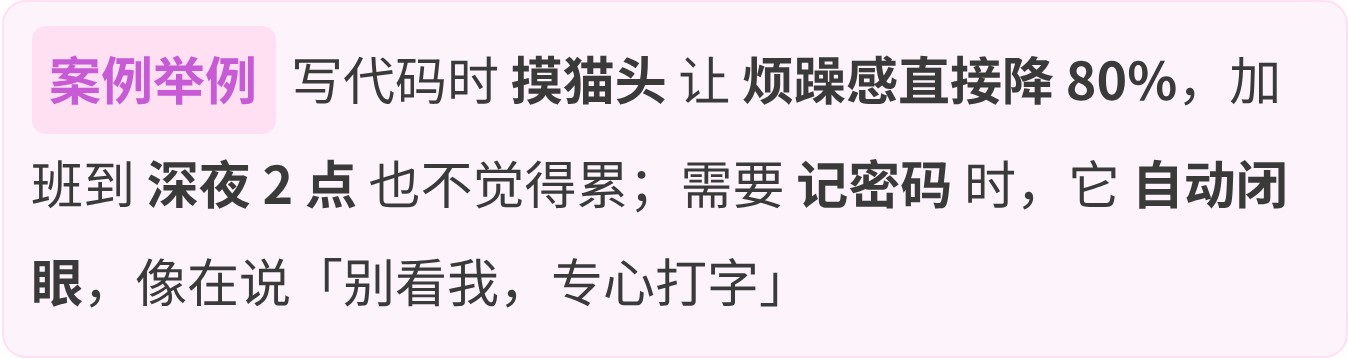 案例举例 写代码时 摸猫头 让 烦躁感直接降 80%，加
班到 深夜 2 点 也不觉得累；需要 记密码 时，它 自动闭
眼，像在说「别看我，专心打字」